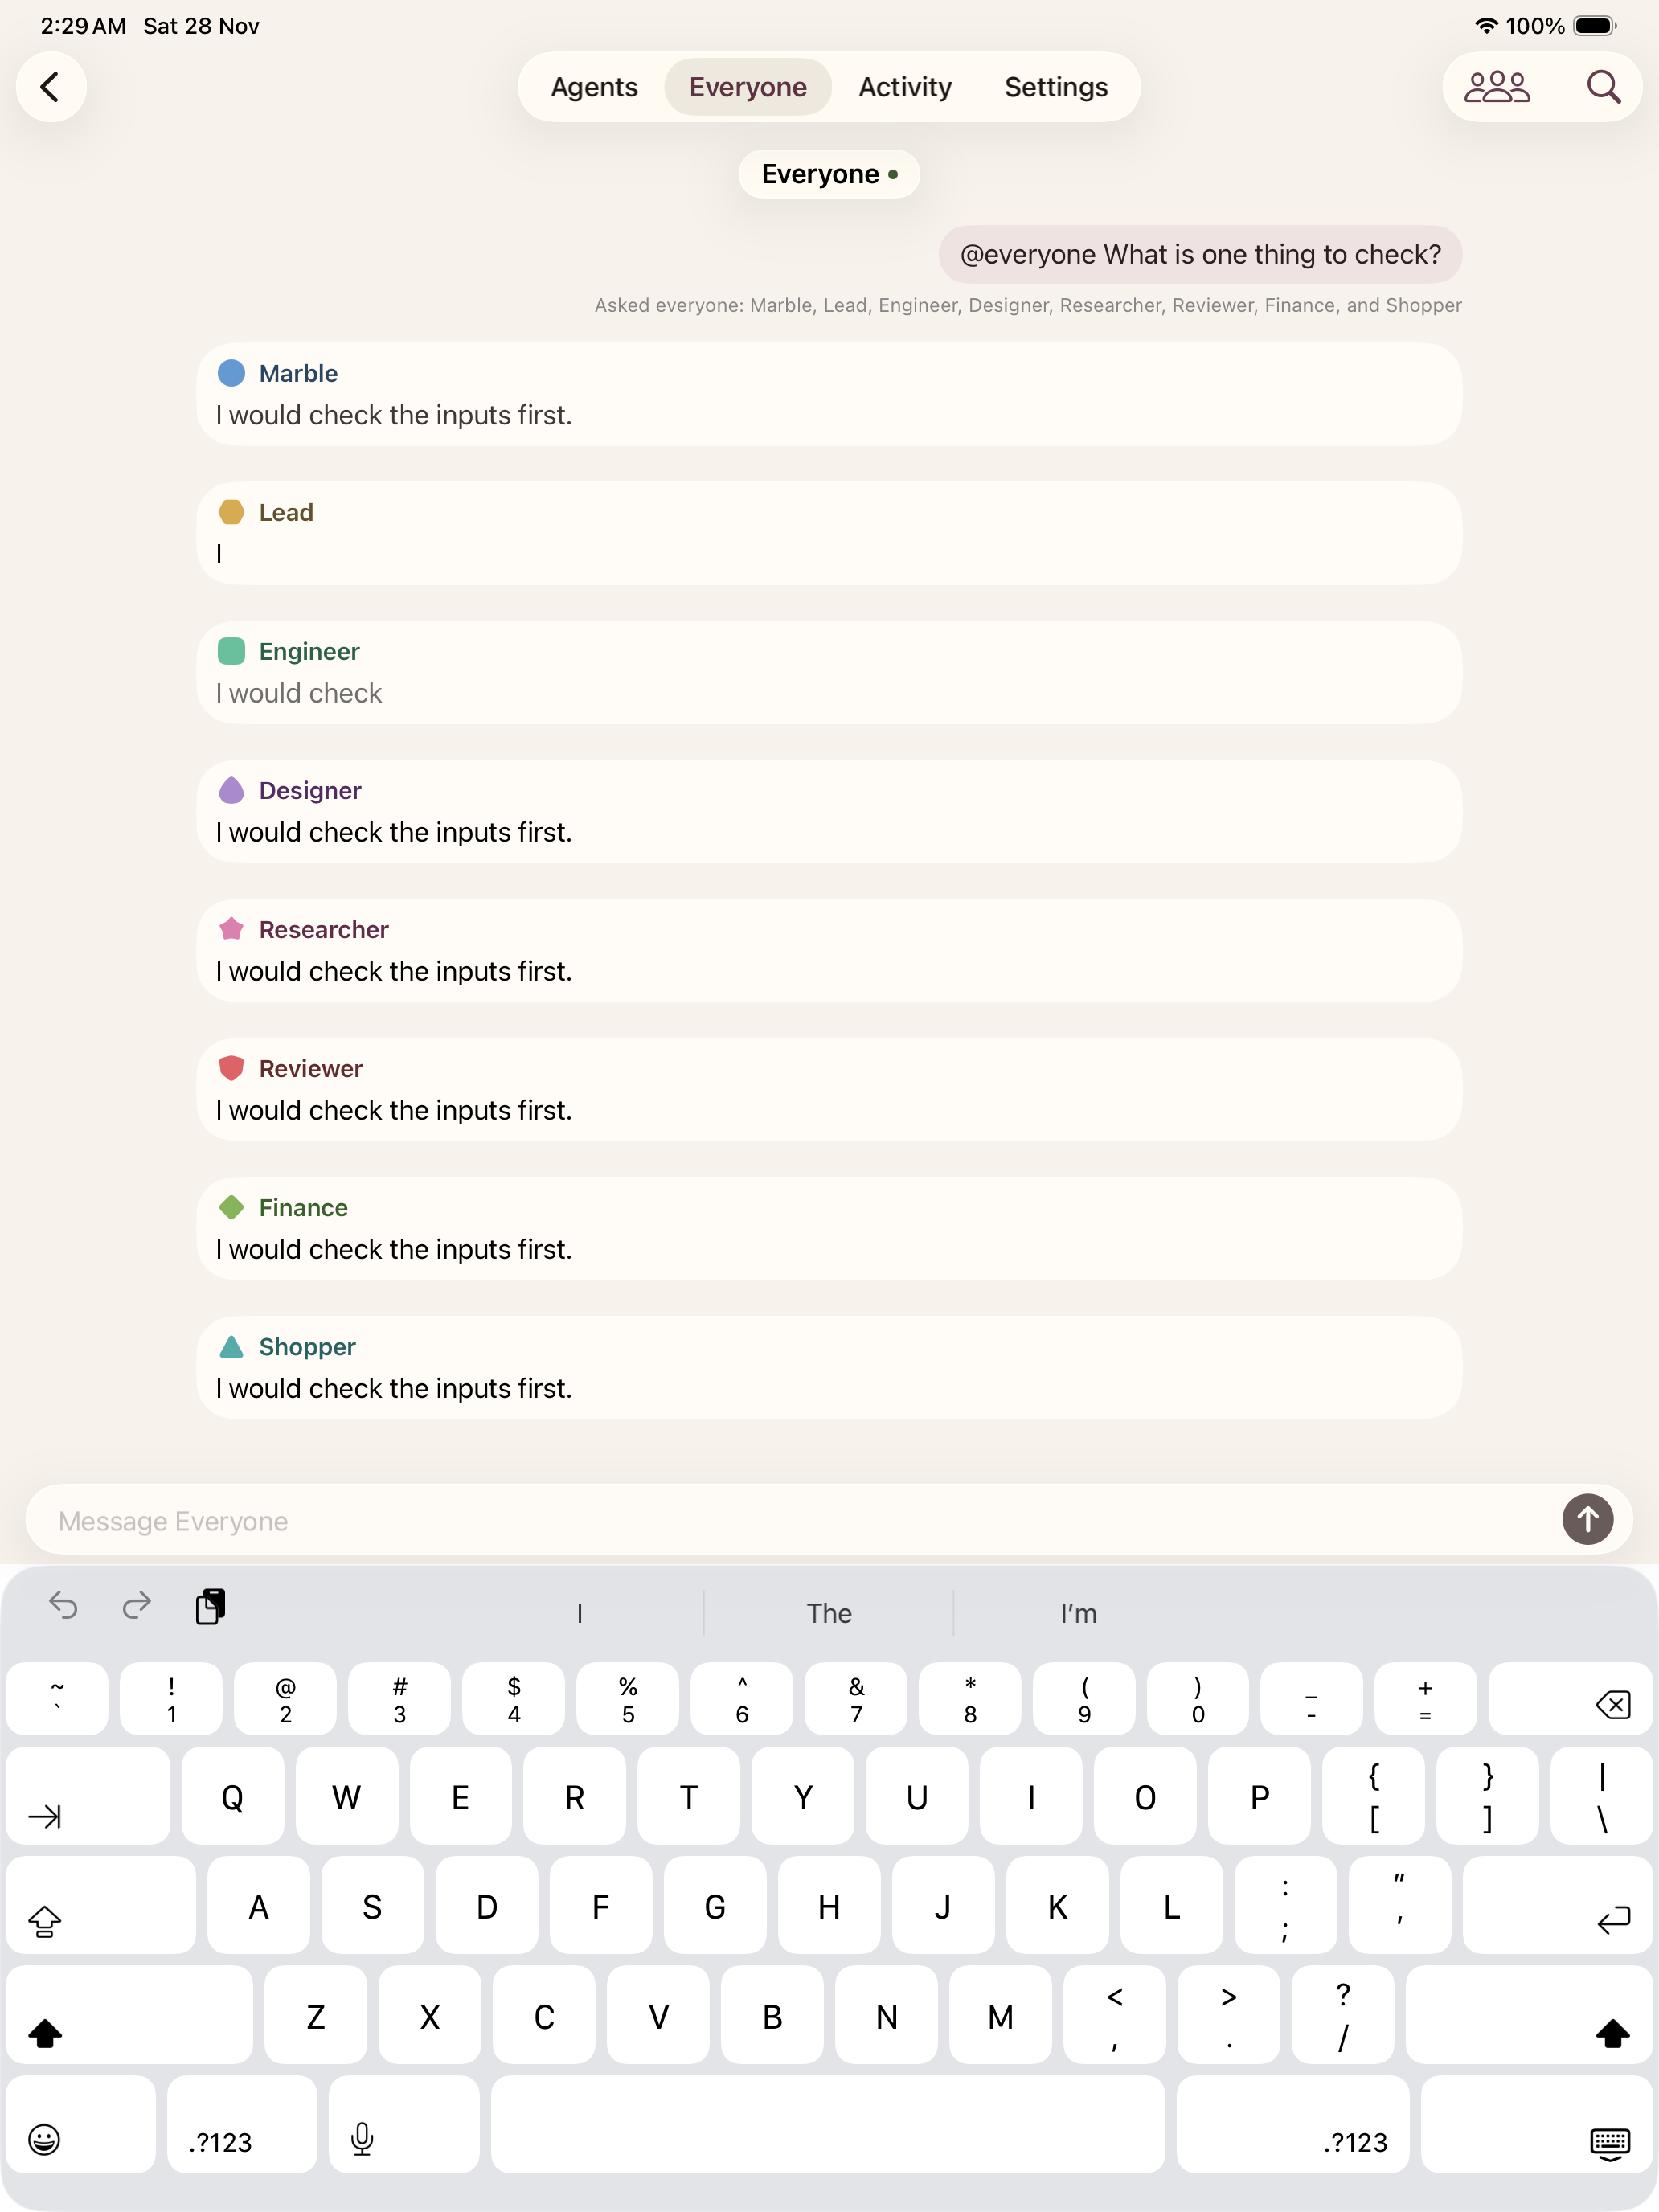 2:29 AM Sat 28 Nov
100%
Agents Everyone Activity Settings
Everyone
@everyone What is one thing to check?
Asked everyone: Marble, Lead, Engineer, Designer, Researcher, Reviewer, Finance, and Shopper
Marble
I would check the inputs first.
Lead
I
Engineer
I would check
Designer
I would check the inputs first.
Researcher
I would check the inputs first.
Reviewer
I would check the inputs first.
Finance
I would check the inputs first.
Shopper
I would check the inputs first.
Message Everyone
I The I’m
~ ! @ # $ % ^ & * ( ) _ +
` 1 2 3 4 5 6 7 8 9 0 - =
Q W E R T Y U I O P { } |
[ ] \
A S D F G H J K L : "
; '
Z X C V B N M < > ?
, . /
.?123 .?123